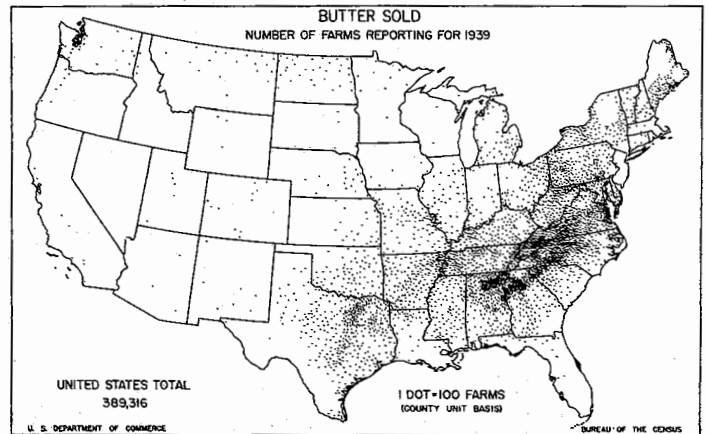 BUTTER SOLD
NUMBER OF FARMS REPORTING FOR 1939
UNITED STATES TOTAL
389,316
1 DOT=100 FARMS
(COUNTY UNIT BASIS)
U. S. DEPARTMENT OF COMMERCE
BUREAU OF THE CENSUS